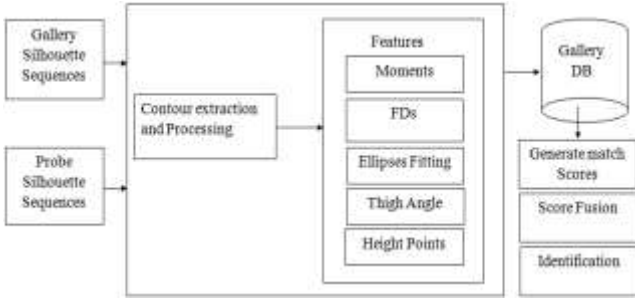 Gallery
Silhouette
Sequences
Probe
Silhouette
Sequences
Contour extraction
and Processing
Features
Moments
FDs
Ellipses Fitting
Thigh Angle
Height Points
Gallery
DB
Generate match
Scores
Score Fusion
Identification